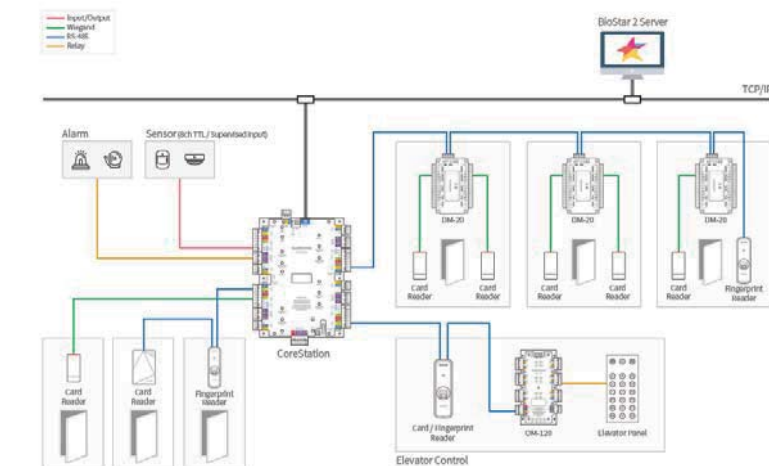 Input/Output
Wiegand
RS-485
Relay
BioStar 2 Server
TCP/IP
Alarm
Sensor(8ch TTL / Supervised Input)
DM-20
DM-20
DM-20
Card Reader
Card Reader
Card Reader
Card Reader
Card Reader
Fingerprint Reader
CoreStation
Card Reader
Card Reader
Fingerprint Reader
Card / Fingerprint Reader
OM-120
Elevator Panel
Elevator Control